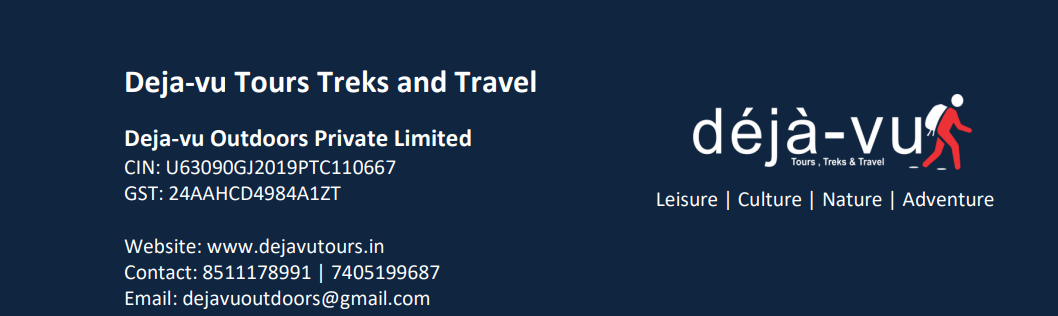 Deja-vu Tours Treks and Travel
Deja-vu Outdoors Private Limited
CIN: U63090GJ2019PTC110667
GST: 24AAHCD4984A1ZT
Website: www.dejavutours.in
Contact: 8511178991 | 7405199687
Email: dejavuoutdoors@gmail.com
déjà-vu
Tours , Treks & Travel
Leisure | Culture | Nature | Adventure